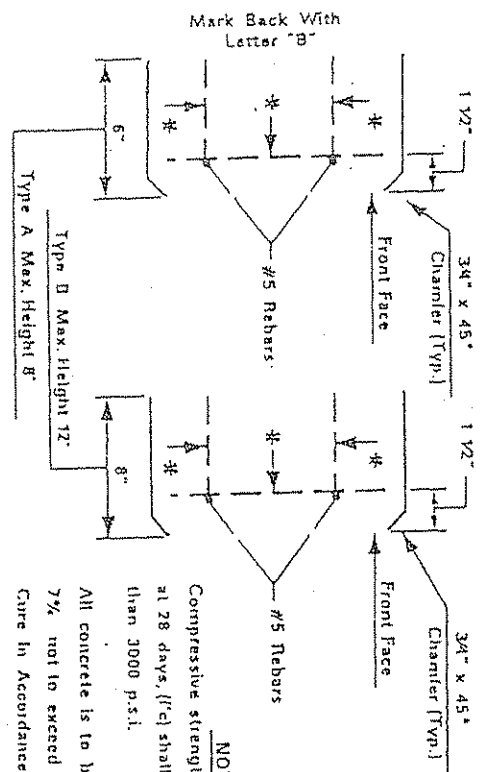 Mark Back With
Letter "B"
1 1/2"
3/4" x 45°
Chamfer (Typ.)
Front Face
#5 Rebars
*
*
*
6"
Type A Max. Height 8'
1 1/2"
3/4" x 45°
Chamfer (Typ.)
Front Face
#5 Rebars
*
*
*
8"
Type B Max. Height 12'
Compressive
at 28 days, (f'c) shall
than 3000 p.s.i.
All concrete is to
7% not to exceed
Cure In Accordance